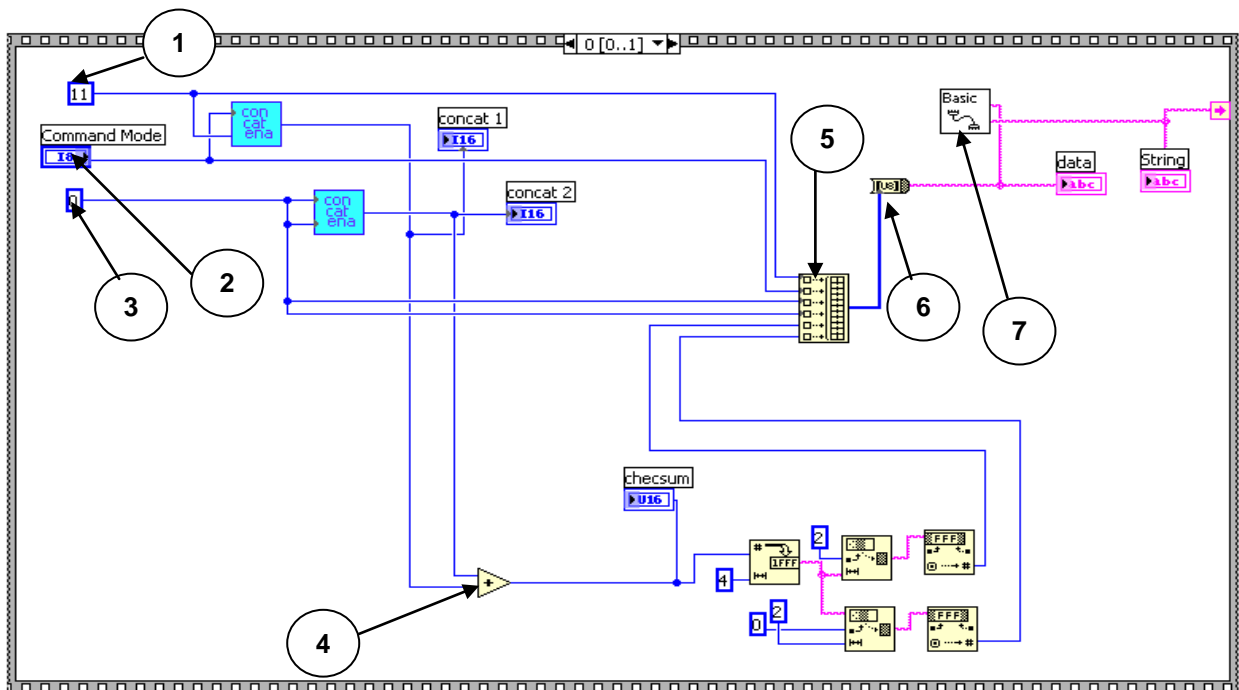 0 [0..1]
1
11
con
cat
ena
Command Mode
I8
concat 1
I16
0
con
cat
ena
concat 2
I16
2
3
5
Basic
data
abc
String
abc
[U8]
6
7
checsum
U16
4
#
1FFF
4
2
FFF
#
0
2
FFF
#